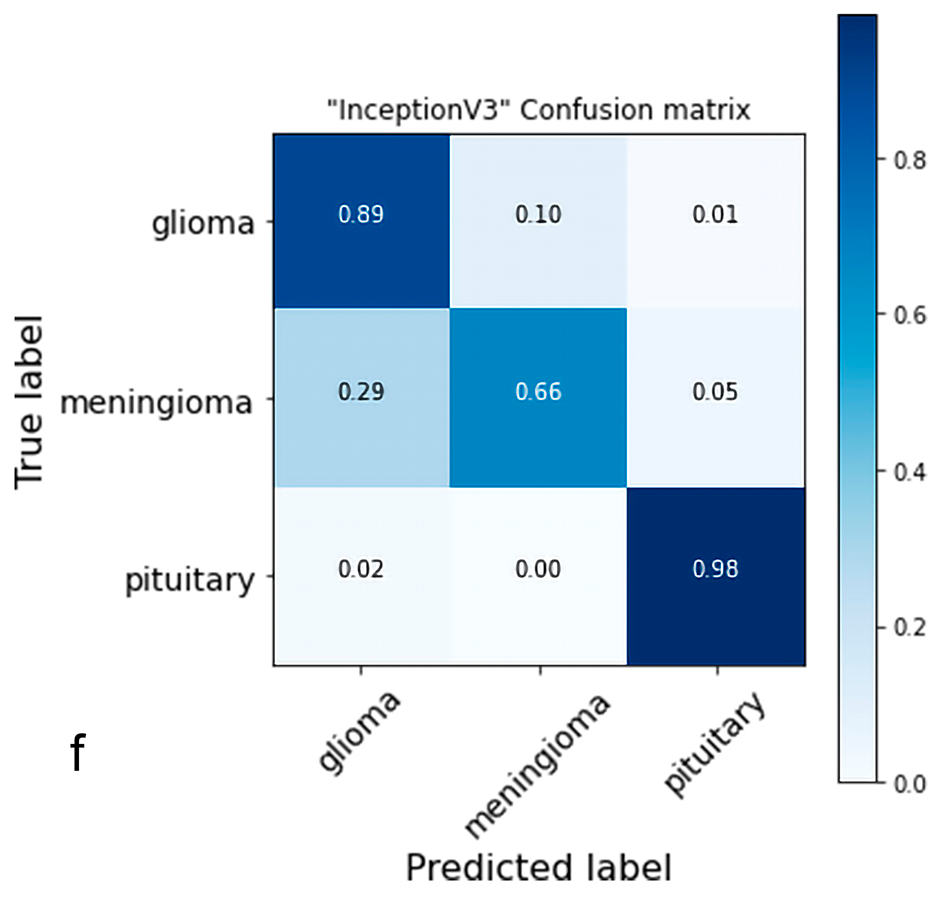 "InceptionV3" Confusion matrix
glioma 0.89 0.10 0.01
meningioma 0.29 0.66 0.05
pituitary 0.02 0.00 0.98
glioma meningioma pituitary
True label
Predicted label
0.8
0.6
0.4
0.2
0.0
f